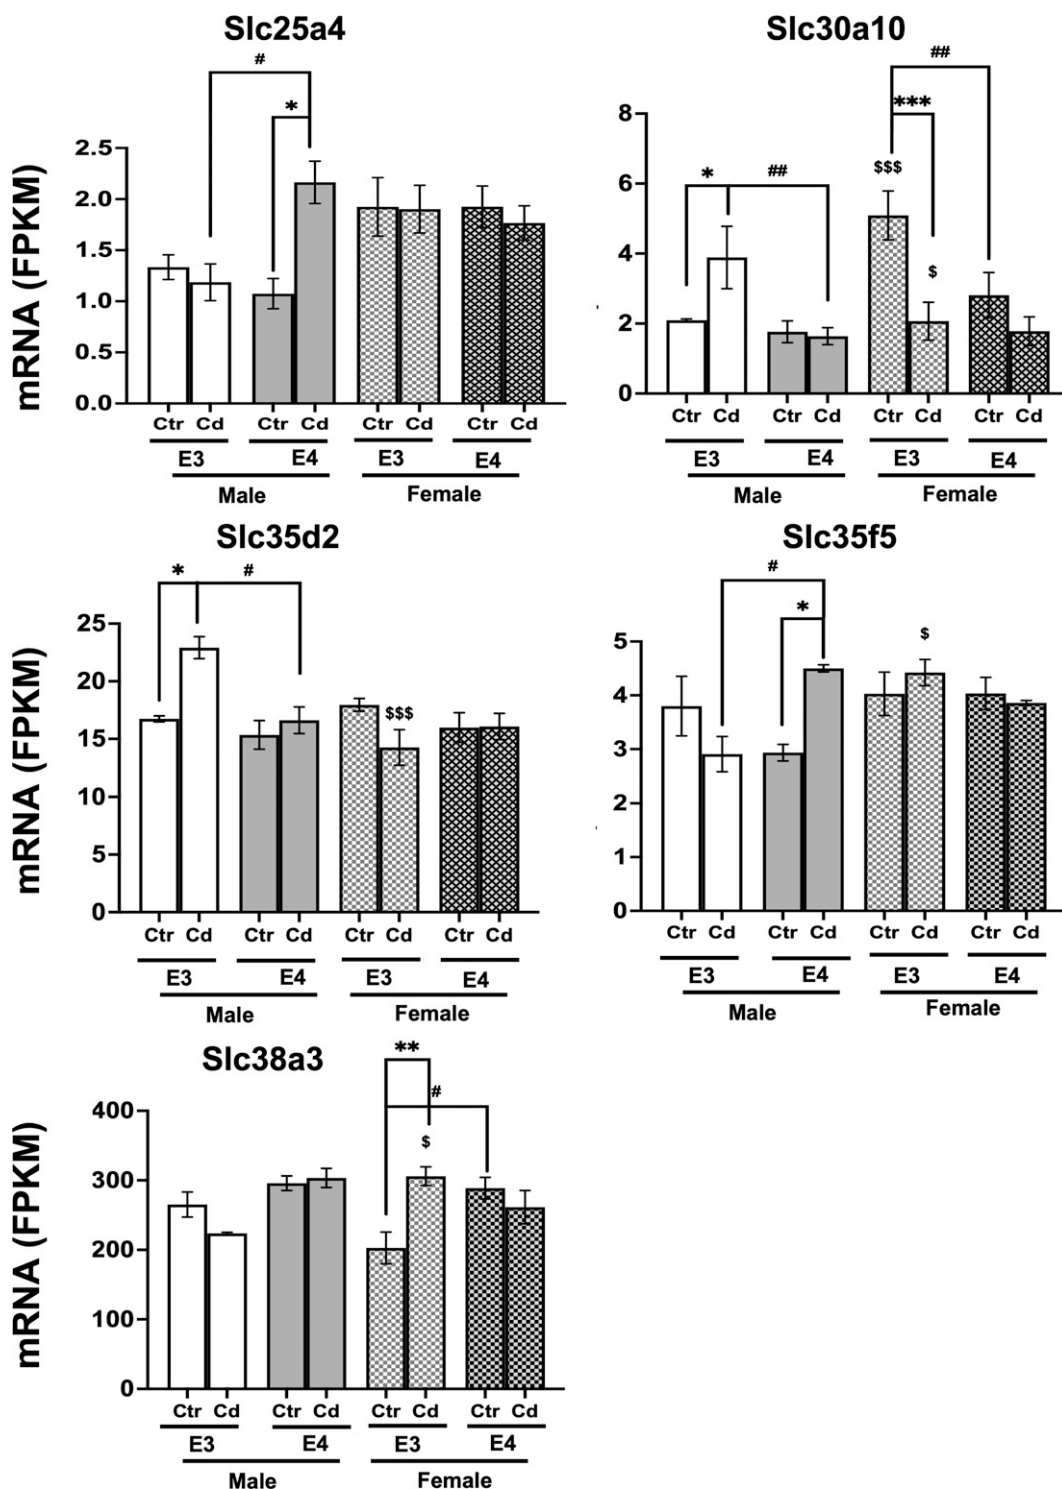 Slc25a4
#
*
mRNA (FPKM)
2.5
2.0
1.5
1.0
0.5
0.0
Ctr Cd Ctr Cd Ctr Cd Ctr Cd
E3 E4 E3 E4
Male Female
Slc30a10
##
***
* ## $$$
$
8
6
4
2
0
Ctr Cd Ctr Cd Ctr Cd Ctr Cd
E3 E4 E3 E4
Male Female
Slc35d2
* #
$$$
mRNA (FPKM)
25
20
15
10
5
0
Ctr Cd Ctr Cd Ctr Cd Ctr Cd
E3 E4 E3 E4
Male Female
Slc35f5
#
*
$
5
4
3
2
1
0
Ctr Cd Ctr Cd Ctr Cd Ctr Cd
E3 E4 E3 E4
Male Female
Slc38a3
**
#
$
mRNA (FPKM)
400
300
200
100
0
Ctr Cd Ctr Cd Ctr Cd Ctr Cd
E3 E4 E3 E4
Male Female